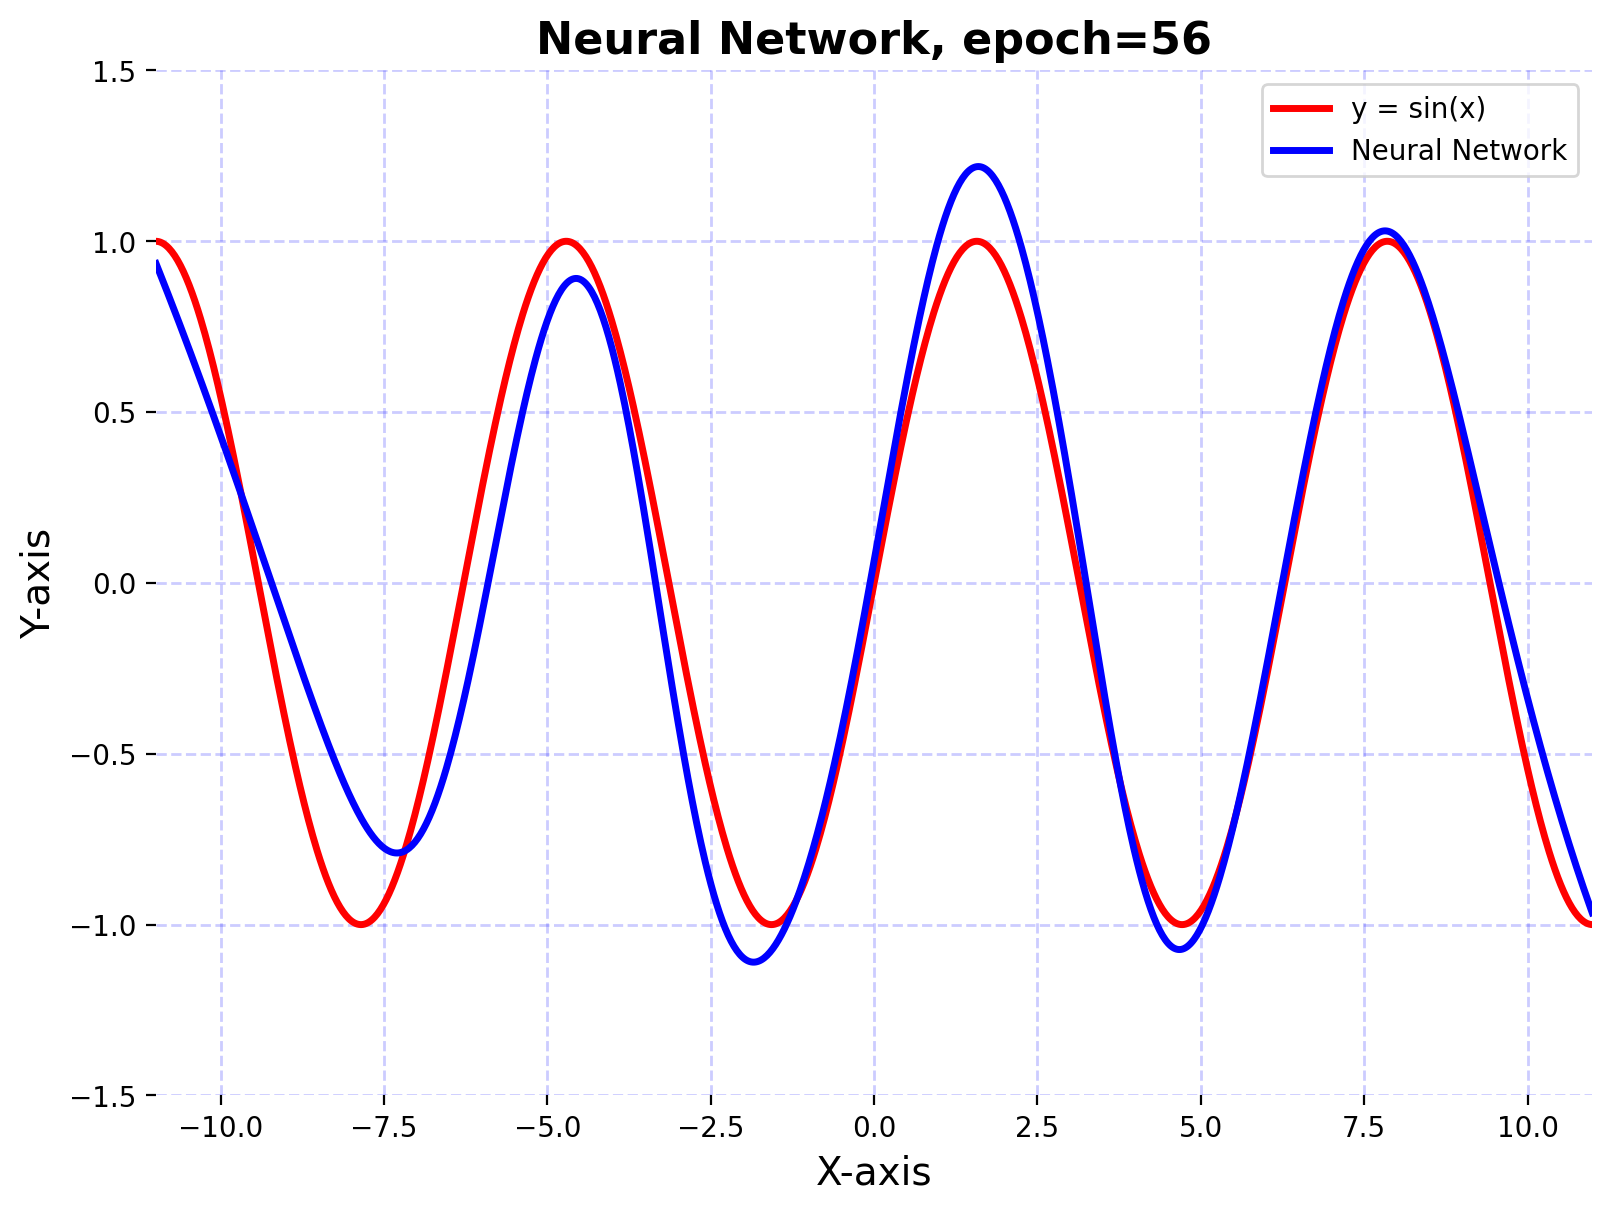 Neural Network, epoch=56
1.5
y = sin(x)
Neural Network
1.0
0.5
0.0
−0.5
−1.0
−1.5
Y-axis
−10.0 −7.5 −5.0 −2.5 0.0 2.5 5.0 7.5 10.0
X-axis